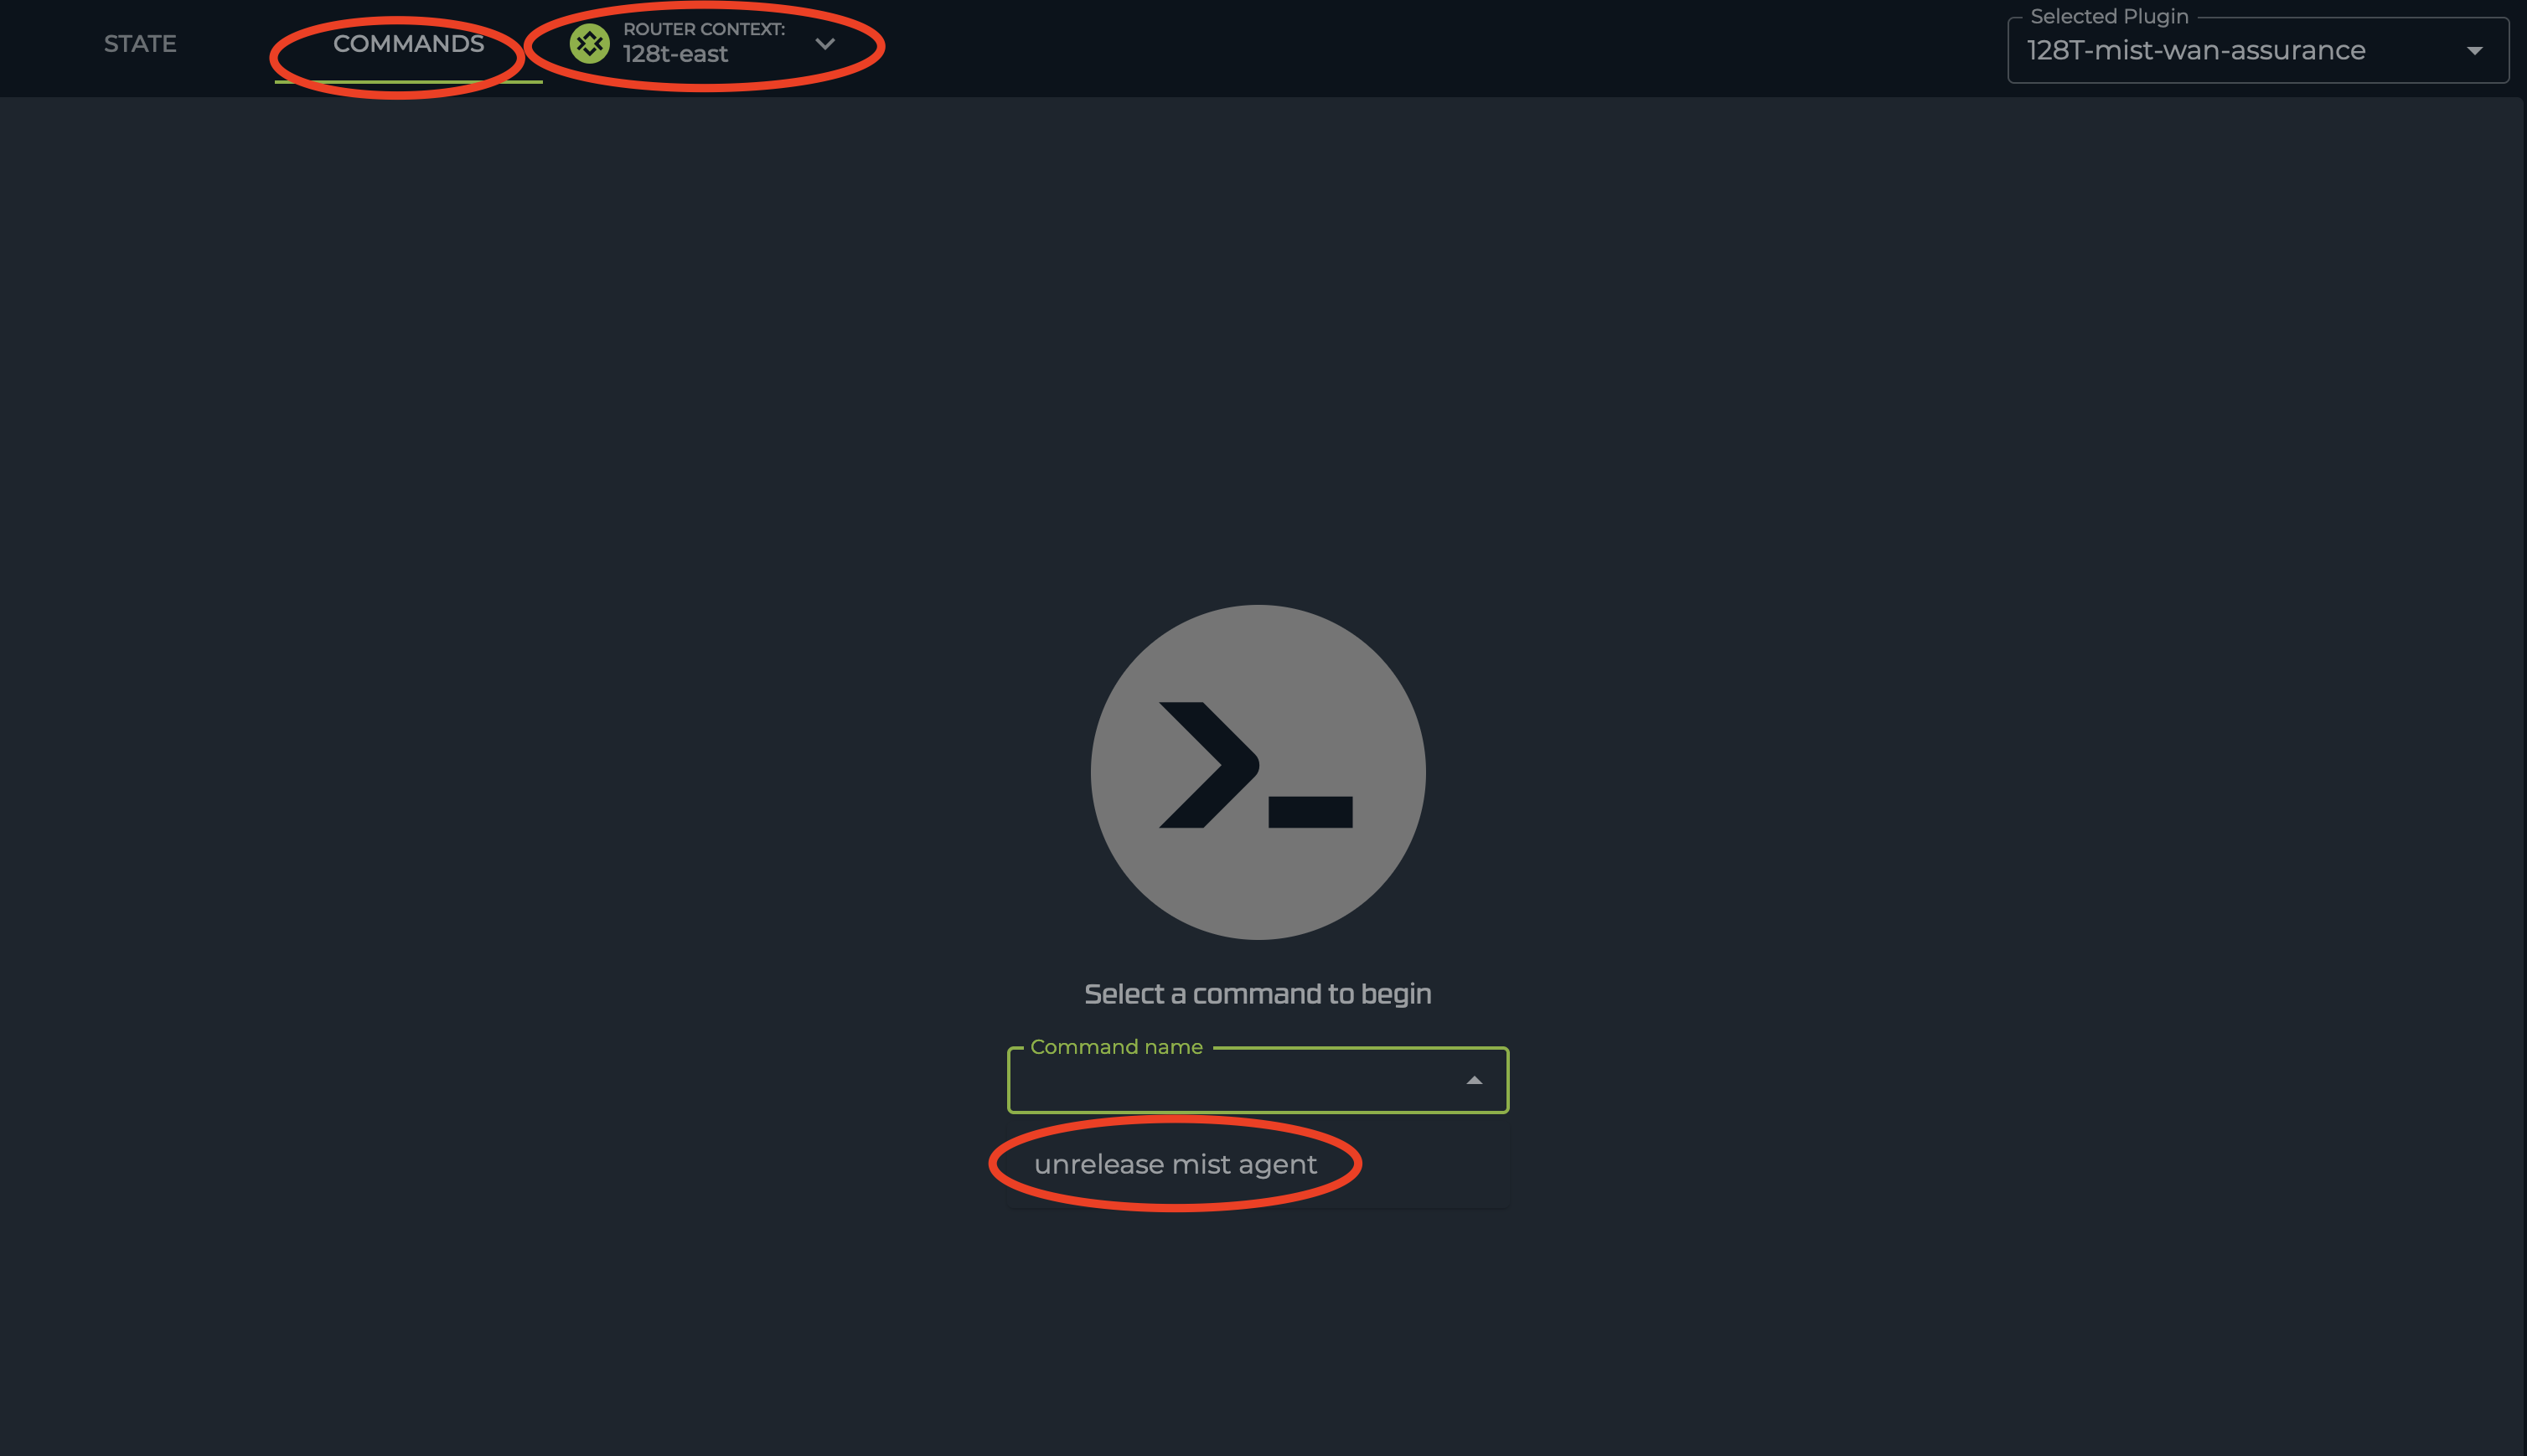 STATE
COMMANDS
ROUTER CONTEXT:
128t-east
Selected Plugin
128T-mist-wan-assurance
Select a command to begin
Command name
unrelease mist agent